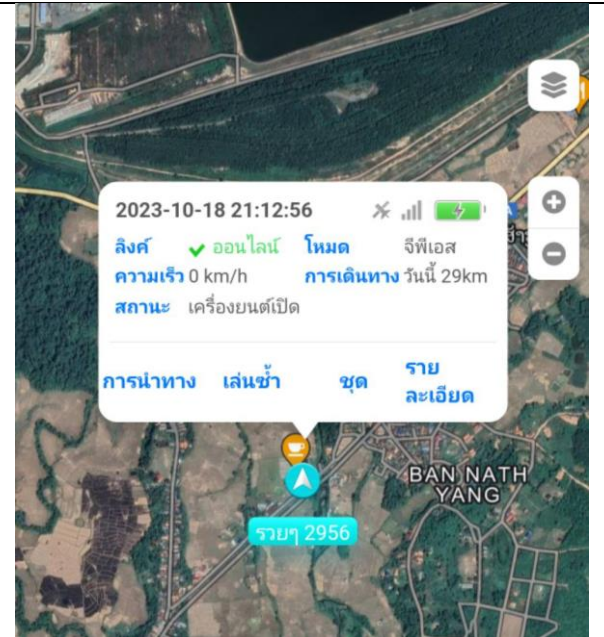 2023-10-18 21:12:56
ลิงค์ ออนไลน์ โหมด จีพีเอส
ความเร็ว 0 km/h การเดินทาง วันนี้ 29km
สถานะ เครื่องยนต์เปิด
การนำทาง เล่นซ้ำ ชุด ราย
ละเอียด
BAN NATH
YANG
รวยๆ 2956